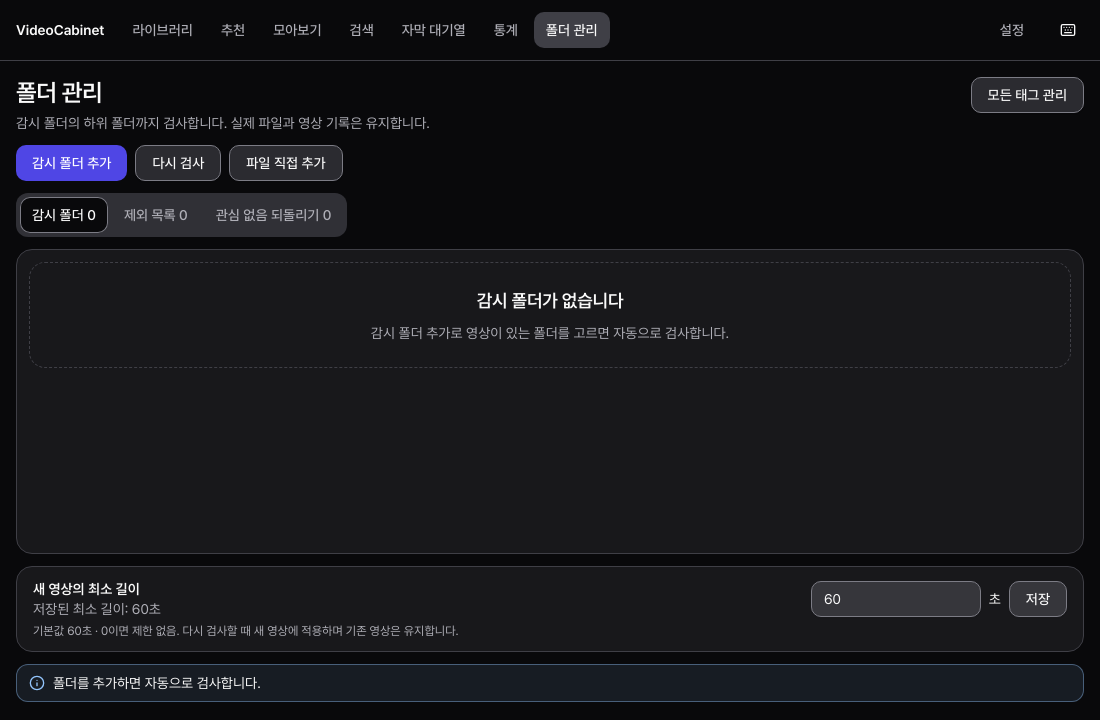 VideoCabinet 라이브러리 추천 모아보기 검색 자막 대기열 통계 폴더 관리 설정
폴더 관리
모든 태그 관리
감시 폴더의 하위 폴더까지 검사합니다. 실제 파일과 영상 기록은 유지합니다.
감시 폴더 추가 다시 검사 파일 직접 추가
감시 폴더 0 제외 목록 0 관심 없음 되돌리기 0
감시 폴더가 없습니다
감시 폴더 추가로 영상이 있는 폴더를 고르면 자동으로 검사합니다.
새 영상의 최소 길이
저장된 최소 길이: 60초
기본값 60초 · 0이면 제한 없음. 다시 검사할 때 새 영상에 적용하며 기존 영상은 유지합니다.
60 초 저장
폴더를 추가하면 자동으로 검사합니다.